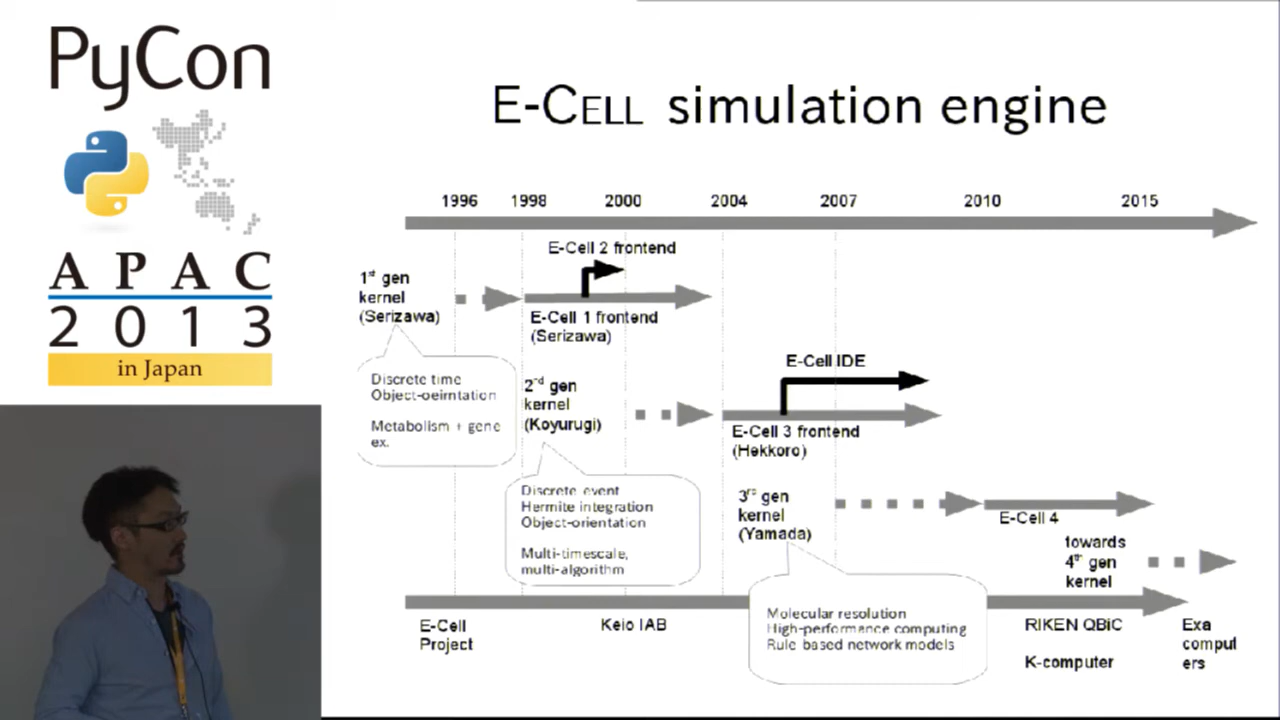 PyCon
APAC
2013
in Japan
E-CELL simulation engine
1996 1998 2000 2004 2007 2010 2015
E-Cell 2 frontend
1st gen
kernel
(Serizawa)
E-Cell 1 frontend
(Serizawa)
Discrete time
Object-oeirntation
Metabolism + gene
ex.
E-Cell IDE
2nd gen
kernel
(Koyurugi)
E-Cell 3 frontend
(Hekkoro)
Discrete event
Hermite integration
Object-orientation
Multi-timescale,
multi-algorithm
3rd gen
kernel
(Yamada)
E-Cell 4
towards
4th gen
kernel
Molecular resolution
High-performance computing
Rule-based network models
E-Cell
Project
Keio IAB
RIKEN QBiC
K-computer
Exa
comput
ers